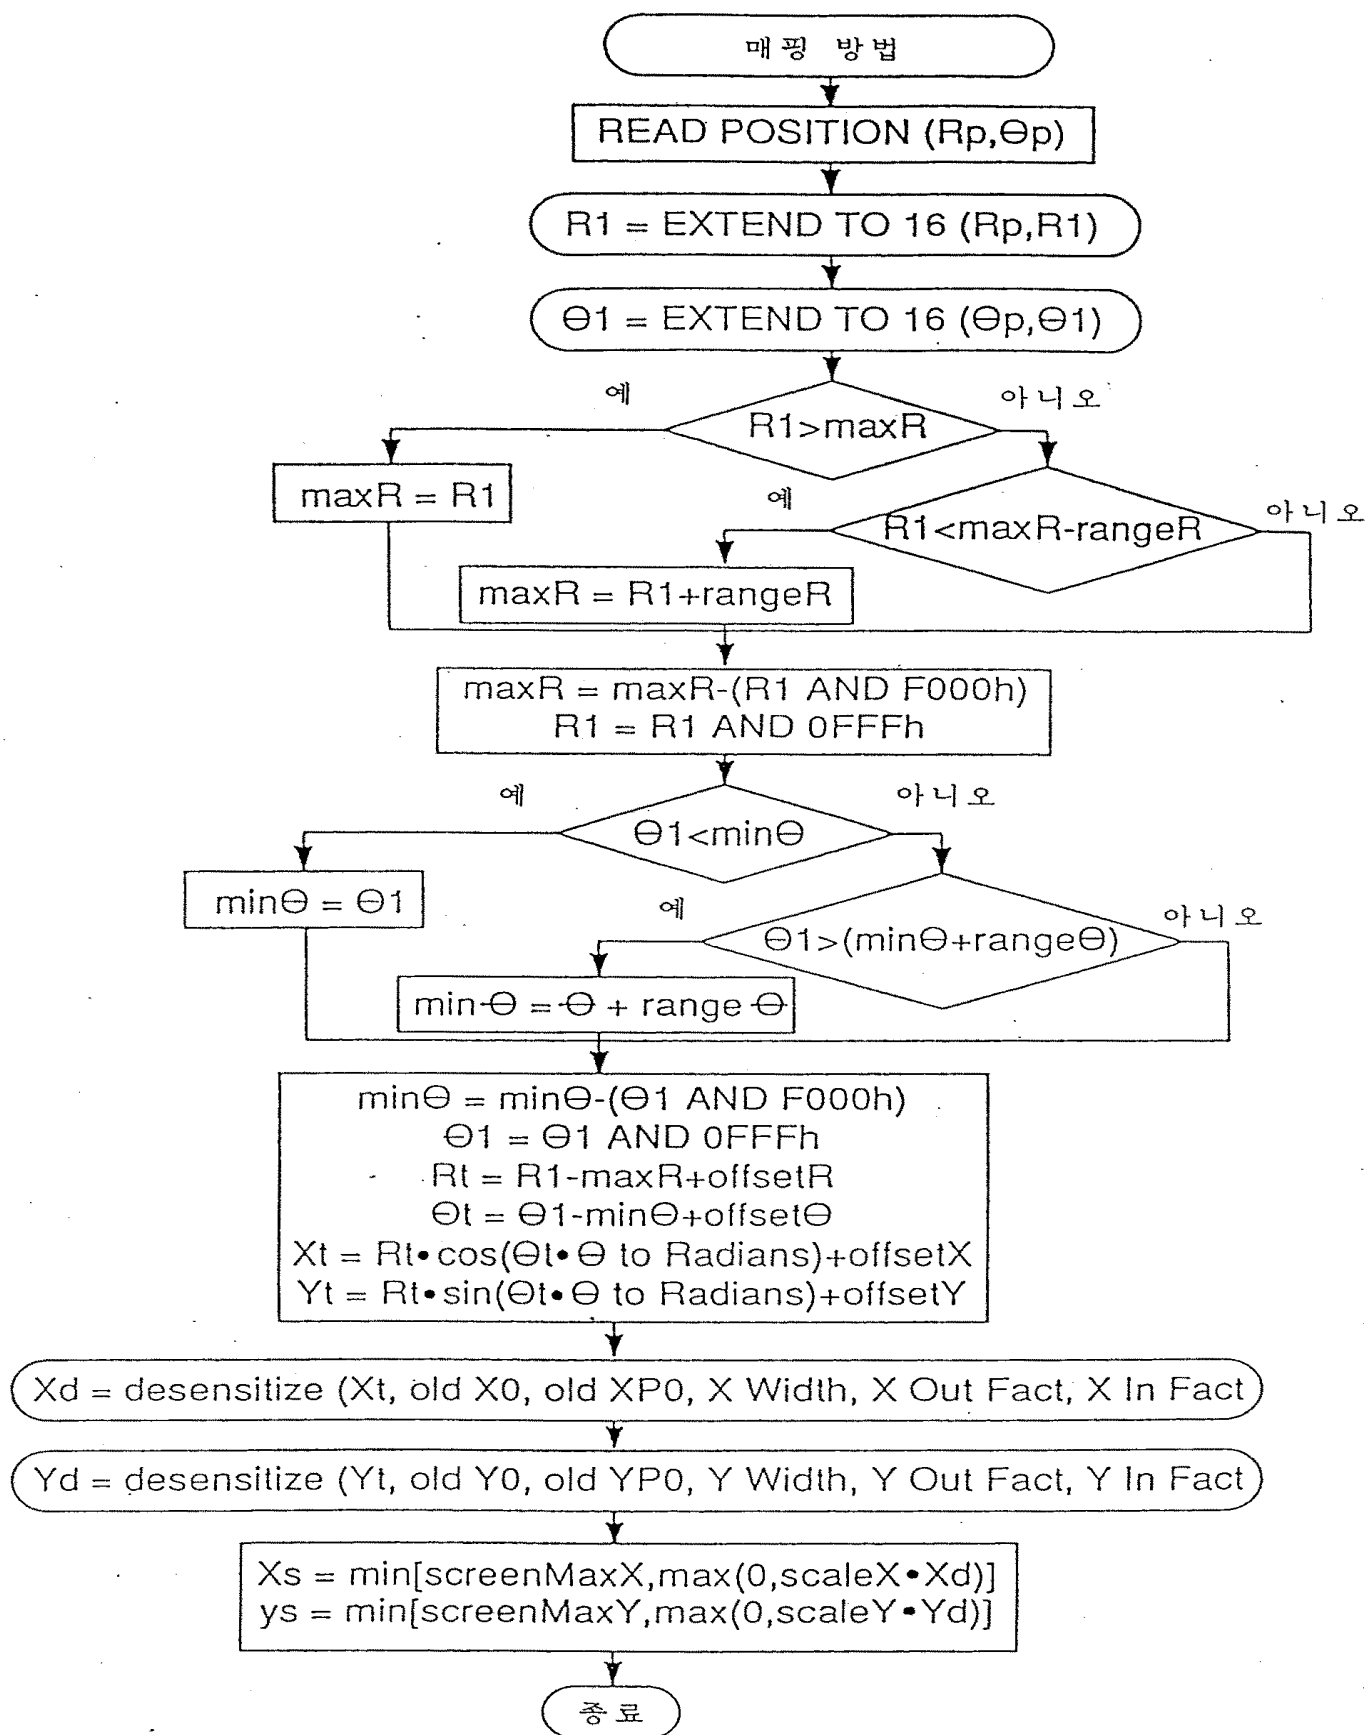 매핑 방법
READ POSITION (Rp,Θp)
R1 = EXTEND TO 16 (Rp,R1)
Θ1 = EXTEND TO 16 (Θp,Θ1)
예
아니오
R1>maxR
maxR = R1
예
아니오
R1<maxR-rangeR
maxR = R1+rangeR
maxR = maxR-(R1 AND F000h)
R1 = R1 AND 0FFFh
예
아니오
Θ1<minΘ
minΘ = Θ1
예
아니오
Θ1>(minΘ+rangeΘ)
min Θ = Θ + range Θ
minΘ = minΘ-(Θ1 AND F000h)
Θ1 = Θ1 AND 0FFFh
Rt = R1-maxR+offsetR
Θt = Θ1-minΘ+offsetΘ
Xt = Rt•cos(Θt•Θ to Radians)+offsetX
Yt = Rt•sin(Θt•Θ to Radians)+offsetY
Xd = desensitize (Xt, old X0, old XP0, X Width, X Out Fact, X In Fact
Yd = desensitize (Yt, old Y0, old YP0, Y Width, Y Out Fact, Y In Fact
Xs = min[screenMaxX,max(0,scaleX•Xd)]
ys = min[screenMaxY,max(0,scaleY•Yd)]
종료